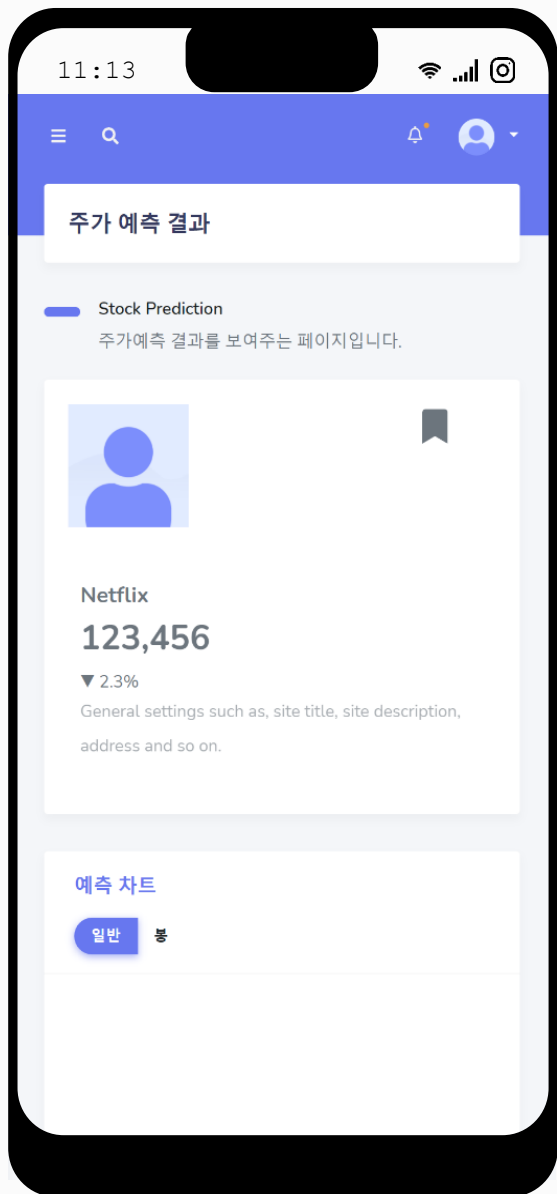 11:13
주가 예측 결과
Stock Prediction
주가예측 결과를 보여주는 페이지입니다.
Netflix
123,456
▼ 2.3%
General settings such as, site title, site description,
address and so on.
예측 차트
일반 봉